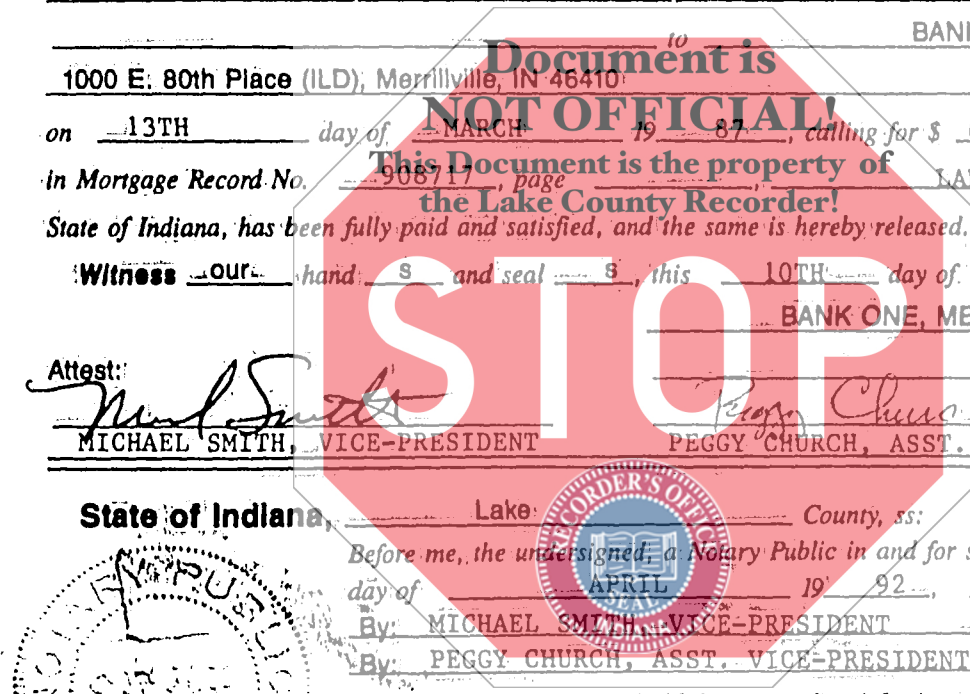 to BANK
1000 E. 80th Place (ILD), Merrillville, IN 46410
Document is
NOT OFFICIAL!
on 13TH day of MARCH 19 87, calling for $
This Document is the property of
in Mortgage Record No. 908717, page
the Lake County Recorder!
State of Indiana, has been fully paid and satisfied, and the same is hereby released.
Witness our hand s and seal s, this 10TH day of
BANK ONE, ME
STOP
Attest:
Peggy Churc
MICHAEL SMITH, VICE-PRESIDENT PEGGY CHURCH, ASST.
RECORDER'S OFFICE
SEAL
INDIANA
State of Indiana, Lake County, ss:
Before me, the undersigned, a Notary Public in and for s
day of APRIL 19 92,
By: MICHAEL SMITH, VICE-PRESIDENT
By: PEGGY CHURCH, ASST. VICE-PRESIDENT